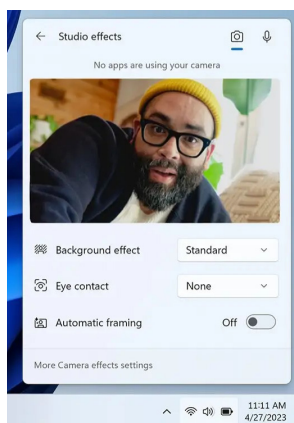 Studio effects
No apps are using your camera
Background effect Standard
Eye contact None
Automatic framing Off
More Camera effects settings
11:11 AM
4/27/2023